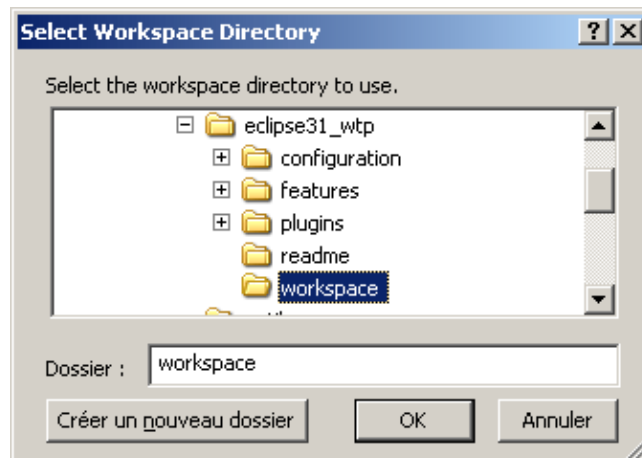 Select Workspace Directory
Select the workspace directory to use.
eclipse31_wtp
configuration
features
plugins
readme
workspace
Dossier : workspace
Créer un nouveau dossier OK Annuler